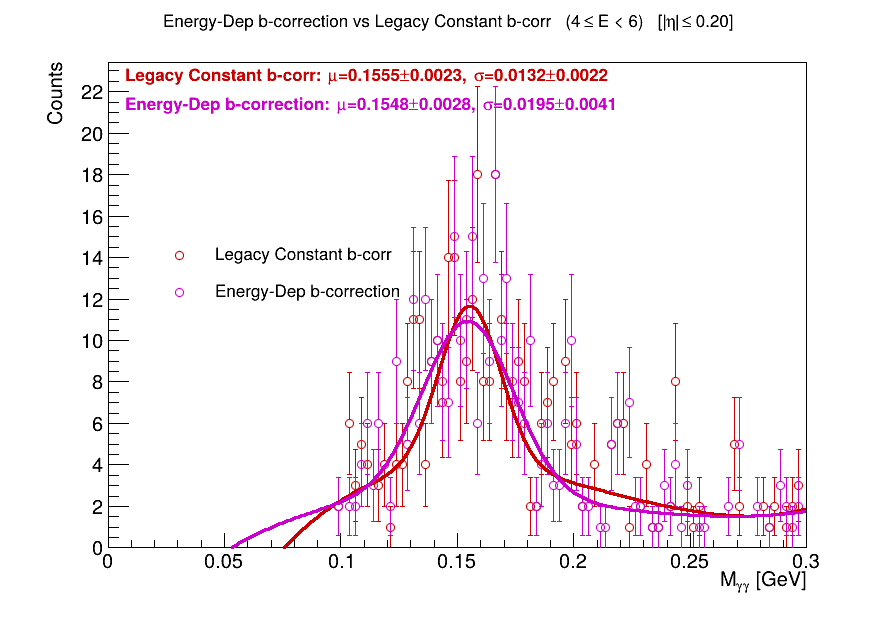 Energy-Dep b-correction vs Legacy Constant b-corr (4 ≤ E < 6) [|η| ≤ 0.20]
Legacy Constant b-corr: μ=0.1555±0.0023, σ=0.0132±0.0022
Energy-Dep b-correction: μ=0.1548±0.0028, σ=0.0195±0.0041
Counts
22
20
18
16
14
12
10
8
6
4
2
0
Legacy Constant b-corr
Energy-Dep b-correction
0 0.05 0.1 0.15 0.2 0.25 0.3
Mγγ [GeV]